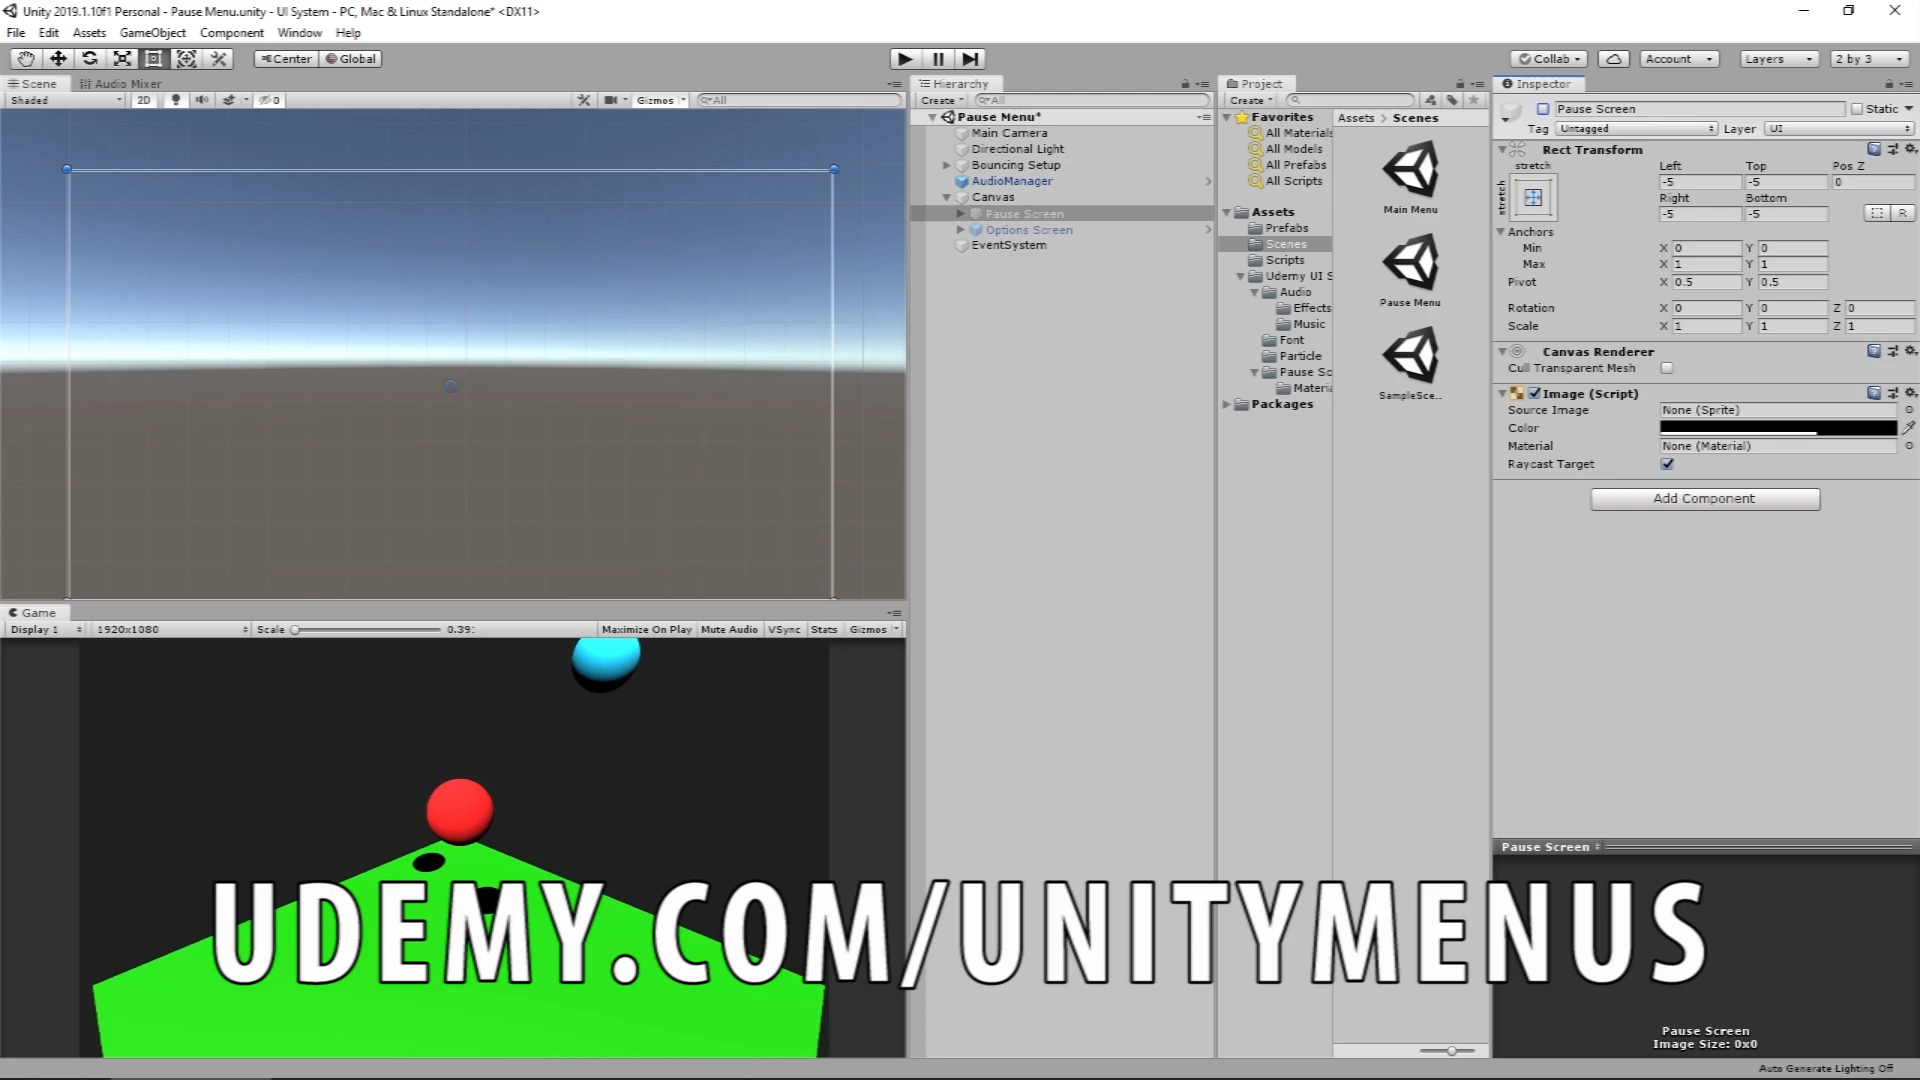 Unity 2019.1.10f1 Personal - Pause Menu.unity - UI System - PC, Mac & Linux Standalone* <DX11>
File Edit Assets GameObject Component Window Help
Center Global
Collab Account Layers 2 by 3
Scene Audio Mixer
Shaded 2D 0 Gizmos All
Hierarchy
Create All
Pause Menu*
Main Camera
Directional Light
Bouncing Setup
AudioManager
Canvas
Pause Screen
Options Screen
EventSystem
Project
Create
Favorites
All Materials
All Models
All Prefabs
All Scripts
Assets
Prefabs
Scenes
Scripts
Udemy UI S
Audio
Effects
Music
Font
Particle
Pause Sc
Materia
Packages
Assets > Scenes
Main Menu
Pause Menu
SampleSce...
Inspector
Pause Screen Static
Tag Untagged Layer UI
Rect Transform
stretch Left Top Pos Z
stretch -5 -5 0
Right Bottom
-5 -5 R
Anchors
Min X 0 Y 0
Max X 1 Y 1
Pivot X 0.5 Y 0.5
Rotation X 0 Y 0 Z 0
Scale X 1 Y 1 Z 1
Canvas Renderer
Cull Transparent Mesh
Image (Script)
Source Image None (Sprite)
Color
Material None (Material)
Raycast Target
Add Component
Game
Display 1 1920x1080 Scale 0.39: Maximize On Play Mute Audio VSync Stats Gizmos
Pause Screen
UDEMY.COM/UNITYMENUS
Pause Screen
Image Size: 0x0
Auto Generate Lighting Off